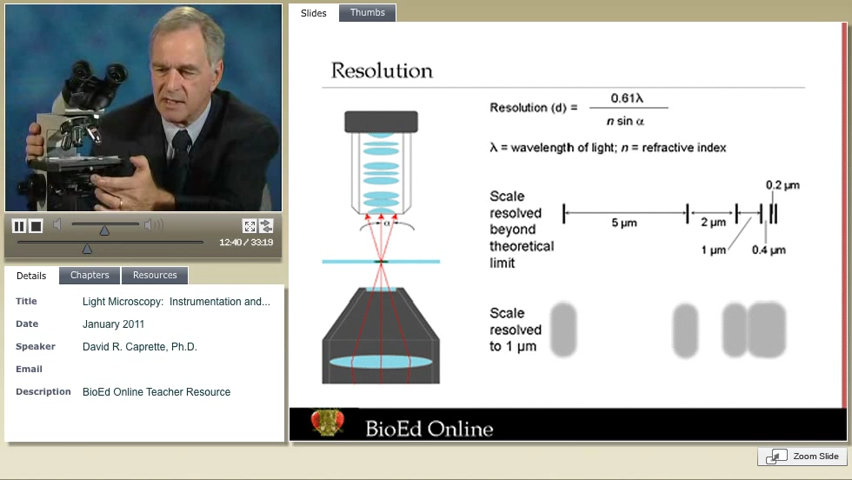 Slides
Thumbs
Resolution
Resolution (d) =
0.61λ
n sin α
λ = wavelength of light; n = refractive index
Scale
resolved
beyond
theoretical
limit
0.2 µm
5 µm
2 µm
1 µm
0.4 µm
α
Scale
resolved
to 1 µm
BioEd Online
Zoom Slide
12:40 / 33:19
Details
Chapters
Resources
Title
Light Microscopy: Instrumentation and...
Date
January 2011
Speaker
David R. Caprette, Ph.D.
Email
Description
BioEd Online Teacher Resource